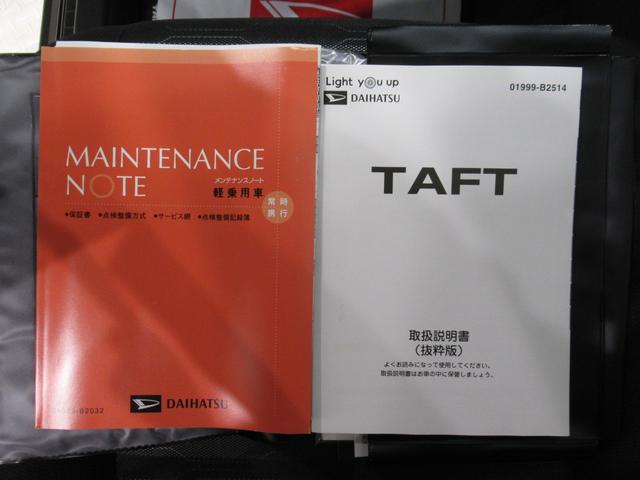 MAINTENANCE
NOTE
メンテナンスノート
軽乗用車
常時
携行
●保証書 ●点検整備方式 ●サービス網 ●点検整備記録簿
B2032
DAIHATSU
Light you up
DAIHATSU
01999-B2514
TAFT
取扱説明書
（抜粋版）
よくお読みになって使用してください。
取扱説明書はお車の中に保管しましょう。